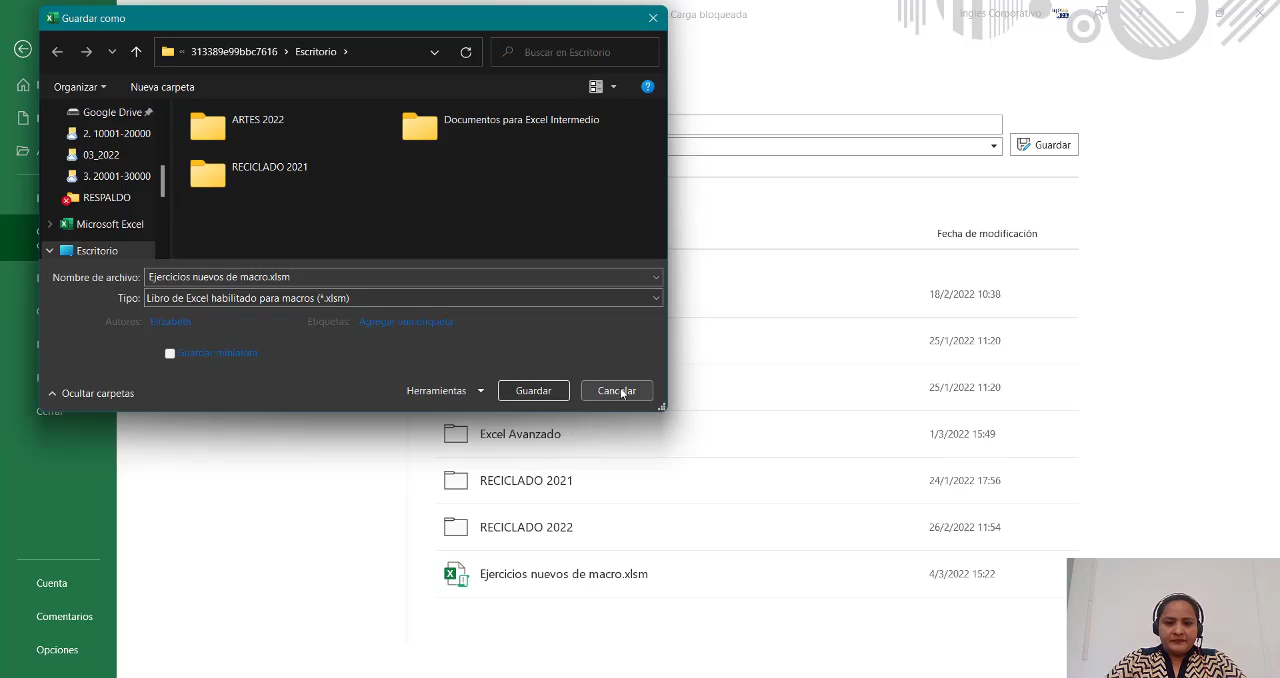 Guardar como
Carga bloqueada
Ingles Corporativo
« 313389e99bbc7616 › Escritorio ›
Buscar en Escritorio
Organizar
Nueva carpeta
Google Drive
2. 10001-20000
03_2022
3. 20001-30000
RESPALDO
Microsoft Excel
Escritorio
ARTES 2022
Documentos para Excel Intermedio
RECICLADO 2021
Guardar
Nombre de archivo:
Ejercicios nuevos de macro.xlsm
Tipo:
Libro de Excel habilitado para macros (*.xlsm)
Autores:
Elizabeth
Etiquetas:
Agregar una etiqueta
Guardar miniatura
Ocultar carpetas
Herramientas
Guardar
Cancelar
Cerrar
Fecha de modificación
18/2/2022 10:38
25/1/2022 11:20
25/1/2022 11:20
Excel Avanzado
1/3/2022 15:49
RECICLADO 2021
24/1/2022 17:56
RECICLADO 2022
26/2/2022 11:54
Ejercicios nuevos de macro.xlsm
4/3/2022 15:22
Cuenta
Comentarios
Opciones